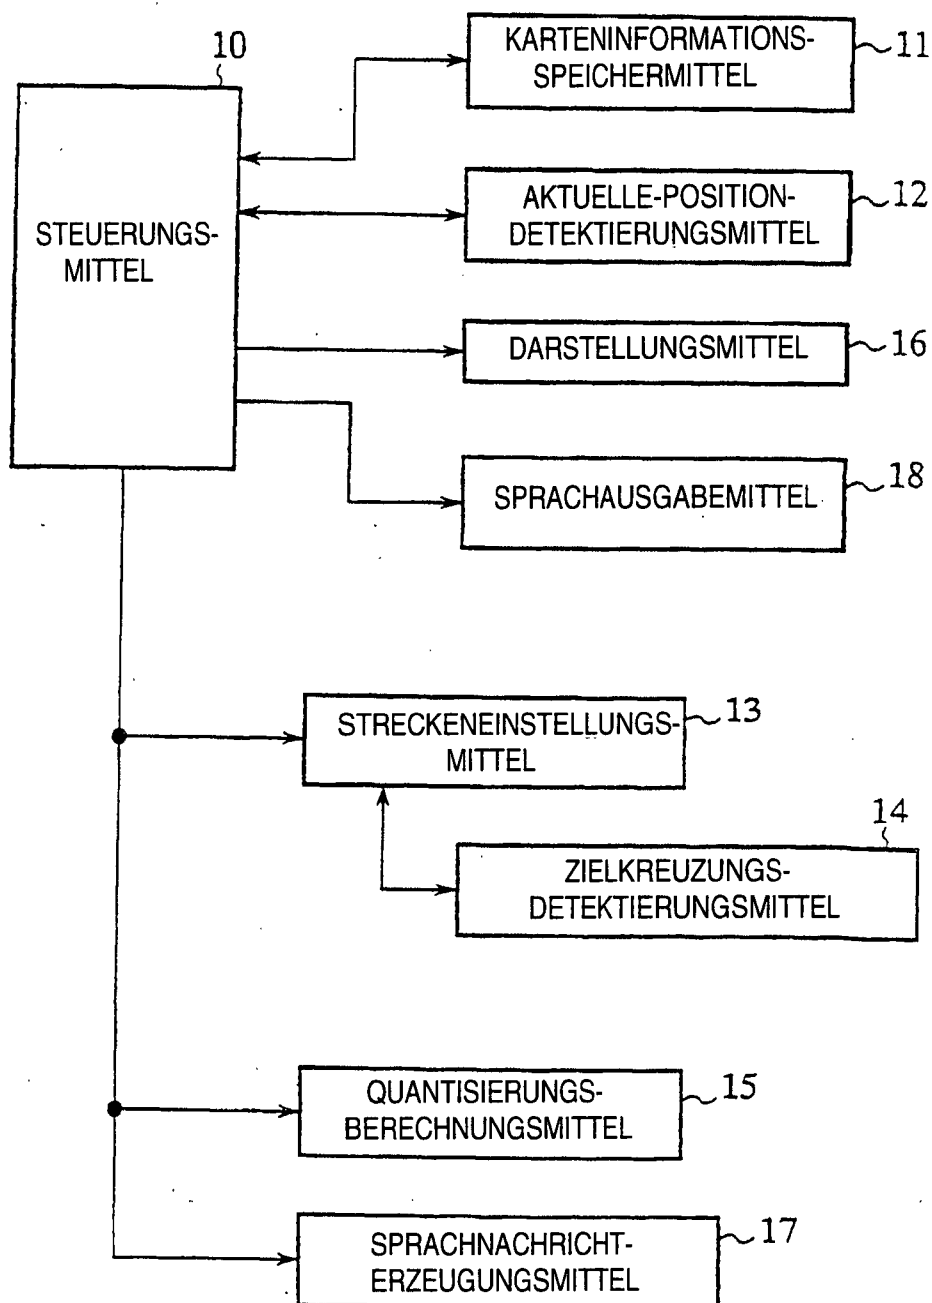 10
STEUERUNGS-
MITTEL
KARTENINFORMATIONS-
SPEICHERMITTEL
11
AKTUELLE-POSITION-
DETEKTIERUNGSMITTEL
12
DARSTELLUNGSMITTEL
16
SPRACHAUSGABEMITTEL
18
STRECKENEINSTELLUNGS-
MITTEL
13
14
ZIELKREUZUNGS-
DETEKTIERUNGSMITTEL
QUANTISIERUNGS-
BERECHNUNGSMITTEL
15
SPRACHNACHRICHT-
ERZEUGUNGSMITTEL
17